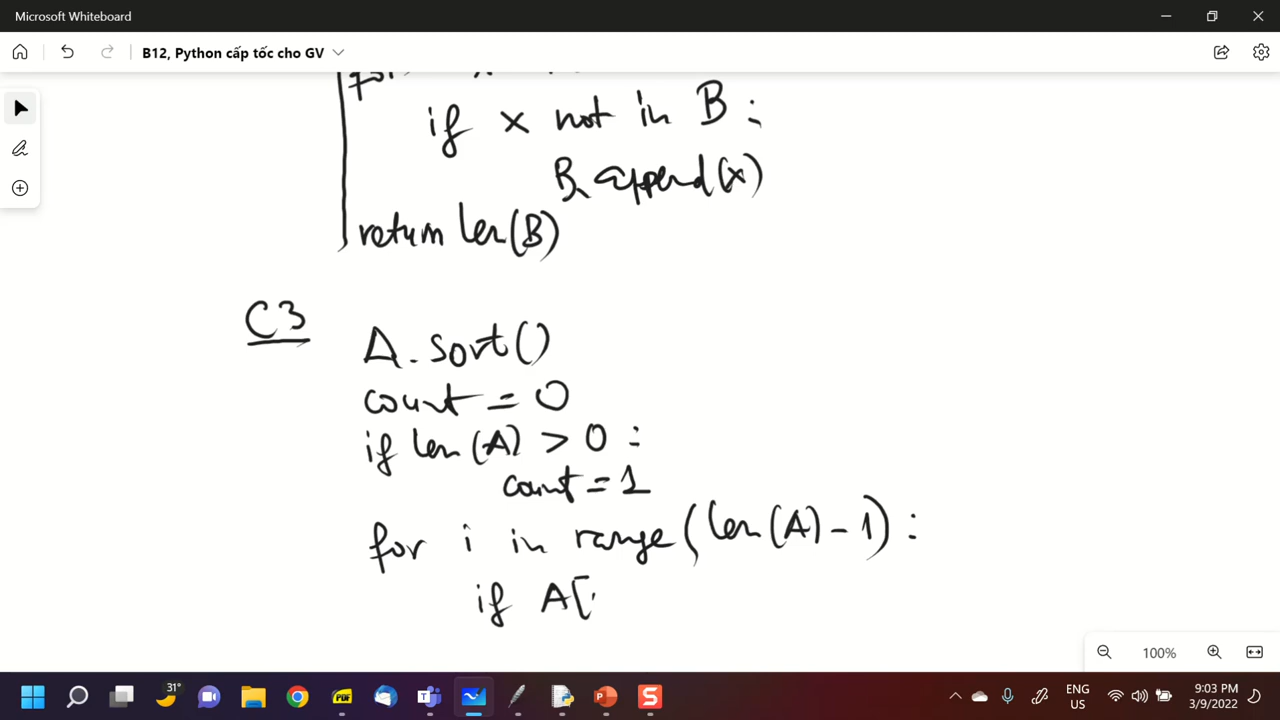 Microsoft Whiteboard
B12, Python cấp tốc cho GV
for
if x not in B :
B.append(x)
return len(B)
C3
A.sort()
count = 0
if len(A) > 0 :
count = 1
for i in range(len(A) - 1) :
if A[
100%
31°
ENG
US
9:03 PM
3/9/2022